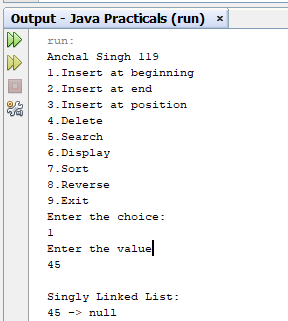 Output - Java Practicals (run) ×
run:
Anchal Singh 119
1.Insert at beginning
2.Insert at end
3.Insert at position
4.Delete
5.Search
6.Display
7.Sort
8.Reverse
9.Exit
Enter the choice:
1
Enter the value
45
Singly Linked List:
45 -> null